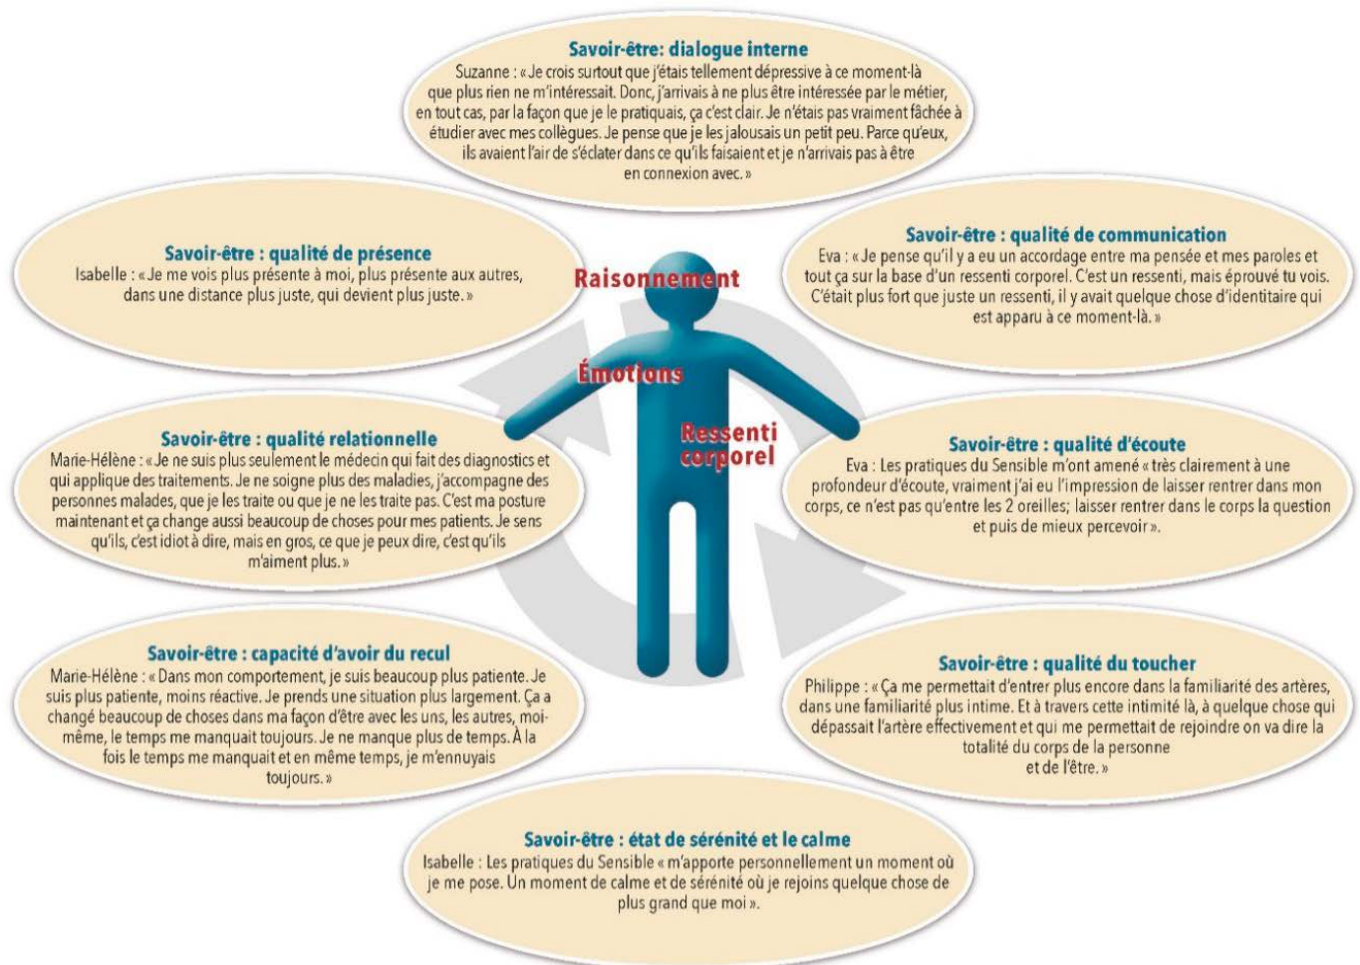 Savoir-être: dialogue interne
Suzanne : « Je crois surtout que j'étais tellement dépressive à ce moment-là
que plus rien ne m'intéressait. Donc, j'arrivais à ne plus être intéressée par le métier,
en tout cas, par la façon que je le pratiquais, ça c'est clair. Je n'étais pas vraiment fâchée à
étudier avec mes collègues. Je pense que je les jalousais un petit peu. Parce qu'eux,
ils avaient l'air de s'éclater dans ce qu'ils faisaient et je n'arrivais pas à être
en connexion avec. »
Savoir-être : qualité de présence
Isabelle : « Je me vois plus présente à moi, plus présente aux autres,
dans une distance plus juste, qui devient plus juste. »
Savoir-être : qualité de communication
Eva : « Je pense qu'il y a eu un accordage entre ma pensée et mes paroles et
tout ça sur la base d'un ressenti corporel. C'est un ressenti, mais éprouvé tu vois.
C'était plus fort que juste un ressenti, il y avait quelque chose d'identitaire qui
est apparu à ce moment-là. »
Raisonnement
Émotions
Ressenti
corporel
Savoir-être : qualité relationnelle
Marie-Hélène : « Je ne suis plus seulement le médecin qui fait des diagnostics et
qui applique des traitements. Je ne soigne plus des maladies, j'accompagne des
personnes malades, que je les traite ou que je ne les traite pas. C'est ma posture
maintenant et ça change aussi beaucoup de choses pour mes patients. Je sens
qu'ils, c'est idiot à dire, mais en gros, ce que je peux dire, c'est qu'ils
m'aiment plus. »
Savoir-être : qualité d'écoute
Eva : Les pratiques du Sensible m'ont amené « très clairement à une
profondeur d'écoute, vraiment j'ai eu l'impression de laisser rentrer dans mon
corps, ce n'est pas qu'entre les 2 oreilles; laisser rentrer dans le corps la question
et puis de mieux percevoir ».
Savoir-être : capacité d'avoir du recul
Marie-Hélène : « Dans mon comportement, je suis beaucoup plus patiente. Je
suis plus patiente, moins réactive. Je prends une situation plus largement. Ça a
changé beaucoup de choses dans ma façon d'être avec les uns, les autres, moi-
même, le temps me manquait toujours. Je ne manque plus de temps. À la
fois le temps me manquait et en même temps, je m'ennuyais
toujours. »
Savoir-être : qualité du toucher
Philippe : « Ça me permettait d'entrer plus encore dans la familiarité des artères,
dans une familiarité plus intime. Et à travers cette intimité là, à quelque chose qui
dépassait l'artère effectivement et qui me permettait de rejoindre on va dire la
totalité du corps de la personne
et de l'être. »
Savoir-être : état de sérénité et le calme
Isabelle : Les pratiques du Sensible « m'apporte personnellement un moment où
je me pose. Un moment de calme et de sérénité où je rejoins quelque chose de
plus grand que moi ».